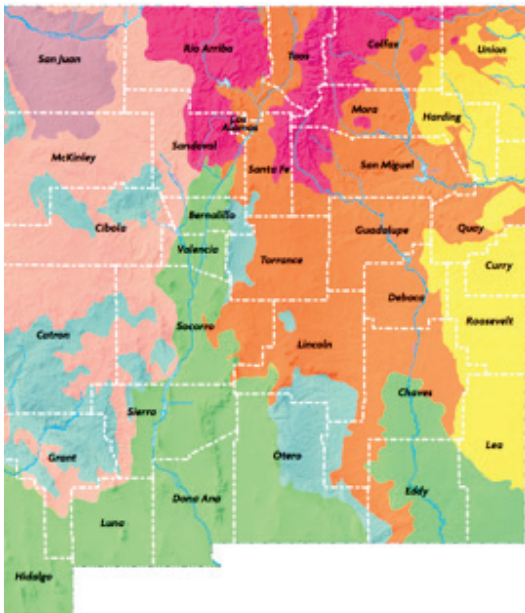 Rio Arriba
Taos
Colfax
Union
San Juan
Mora
Harding
Los
Alamos
Sandoval
McKinley
Santa Fe
San Miguel
Bernalillo
Cibola
Guadalupe
Quay
Valencia
Torrance
Curry
Debaca
Socorro
Roosevelt
Catron
Lincoln
Chaves
Sierra
Lea
Grant
Otero
Eddy
Dona Ana
Luna
Hidalgo